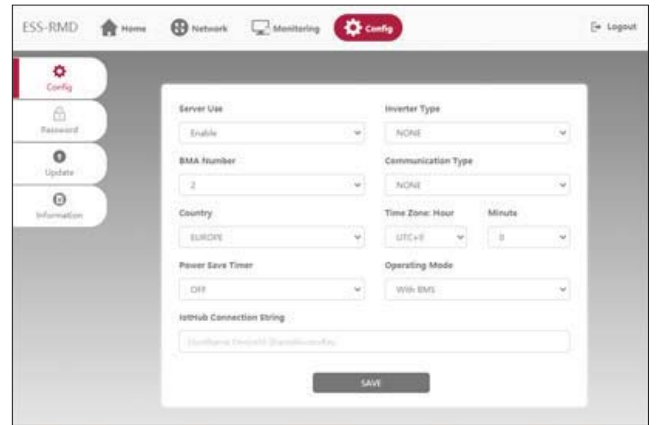 ESS-RMD Home Network Monitoring Config Logout
Config
Password
Update
Information
Server Use Inverter Type
Enable NONE
BMA Number Communication Type
2 NONE
Country Time Zone: Hour Minute
EUROPE UTC+0 0
Power Save Timer Operating Mode
OFF With BMS
IotHub Connection String
SAVE